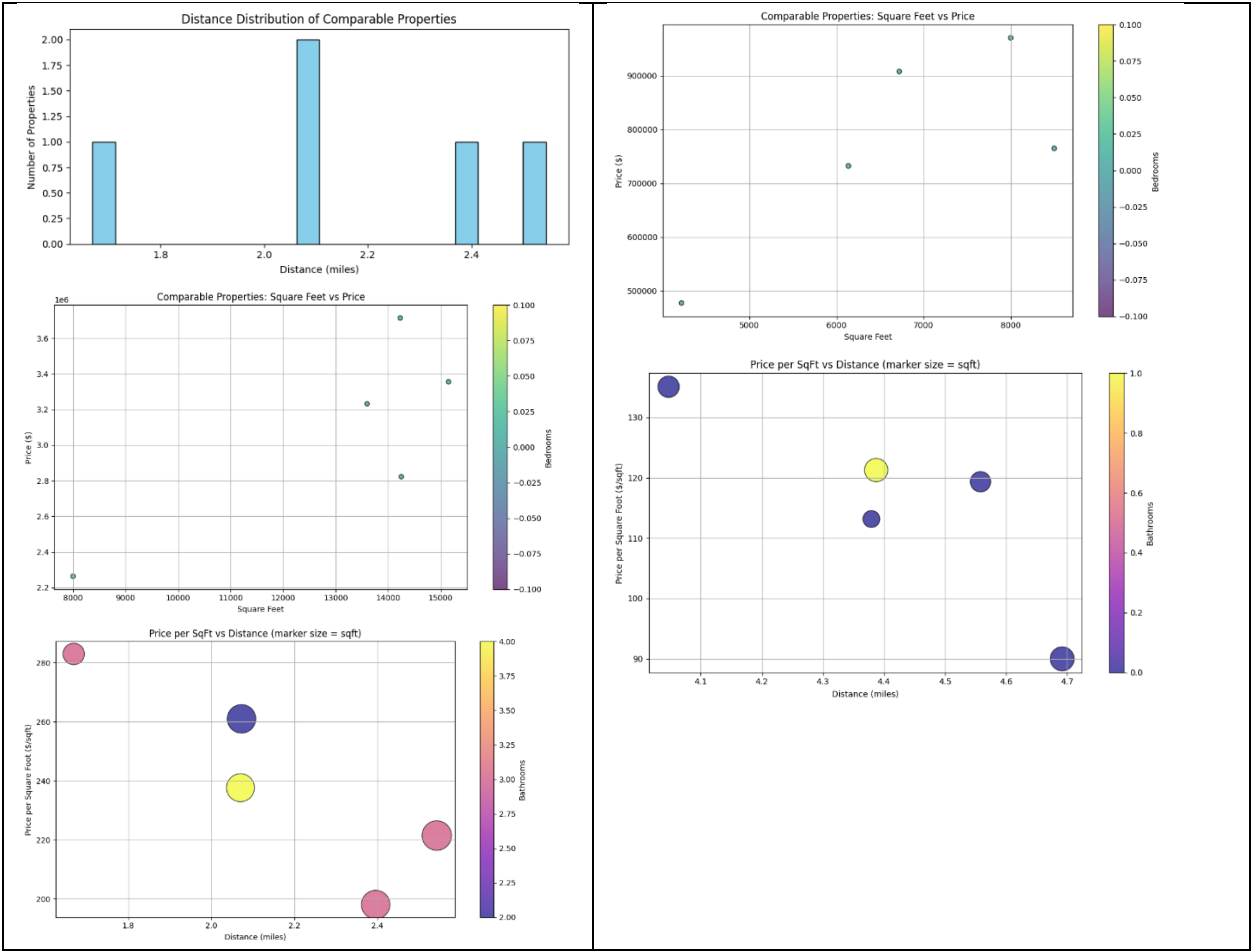 Distance Distribution of Comparable Properties
2.00
1.75
1.50
1.25
1.00
0.75
0.50
0.25
0.00
Number of Properties
1.8 2.0 2.2 2.4
Distance (miles)
Comparable Properties: Square Feet vs Price
1e6
3.6
3.4
3.2
3.0
2.8
2.6
2.4
2.2
Price ($)
8000 9000 10000 11000 12000 13000 14000 15000
Square Feet
0.100
0.075
0.050
0.025
0.000
−0.025
−0.050
−0.075
−0.100
Bedrooms
Price per SqFt vs Distance (marker size = sqft)
280
260
240
220
200
Price per Square Foot ($/sqft)
1.8 2.0 2.2 2.4
Distance (miles)
4.00
3.75
3.50
3.25
3.00
2.75
2.50
2.25
2.00
Bathrooms
Comparable Properties: Square Feet vs Price
900000
800000
700000
600000
500000
Price ($)
5000 6000 7000 8000
Square Feet
0.100
0.075
0.050
0.025
0.000
−0.025
−0.050
−0.075
−0.100
Bedrooms
Price per SqFt vs Distance (marker size = sqft)
130
120
110
100
90
Price per Square Foot ($/sqft)
4.1 4.2 4.3 4.4 4.5 4.6 4.7
Distance (miles)
1.0
0.8
0.6
0.4
0.2
0.0
Bathrooms